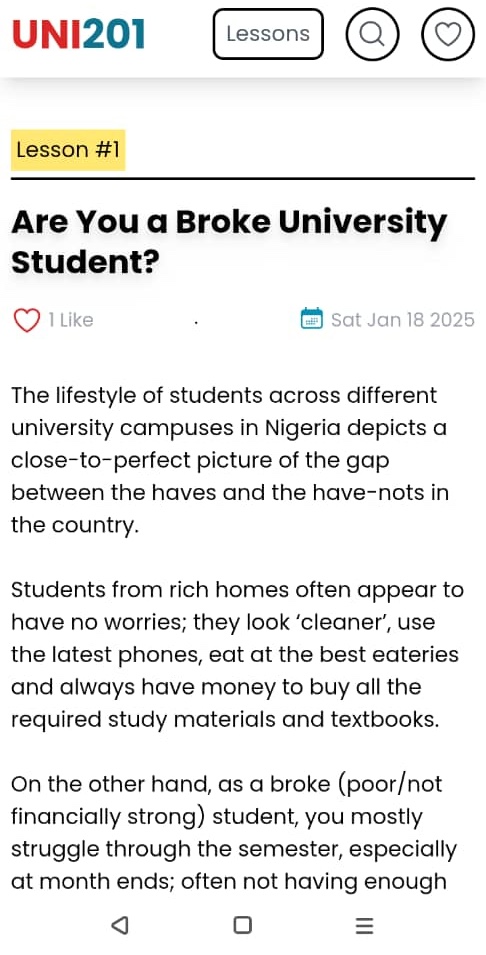 UNI201
Lessons
Lesson #1
Are You a Broke University
Student?
1 Like
.
Sat Jan 18 2025
The lifestyle of students across different
university campuses in Nigeria depicts a
close-to-perfect picture of the gap
between the haves and the have-nots in
the country.
Students from rich homes often appear to
have no worries; they look ‘cleaner’, use
the latest phones, eat at the best eateries
and always have money to buy all the
required study materials and textbooks.
On the other hand, as a broke (poor/not
financially strong) student, you mostly
struggle through the semester, especially
at month ends; often not having enough